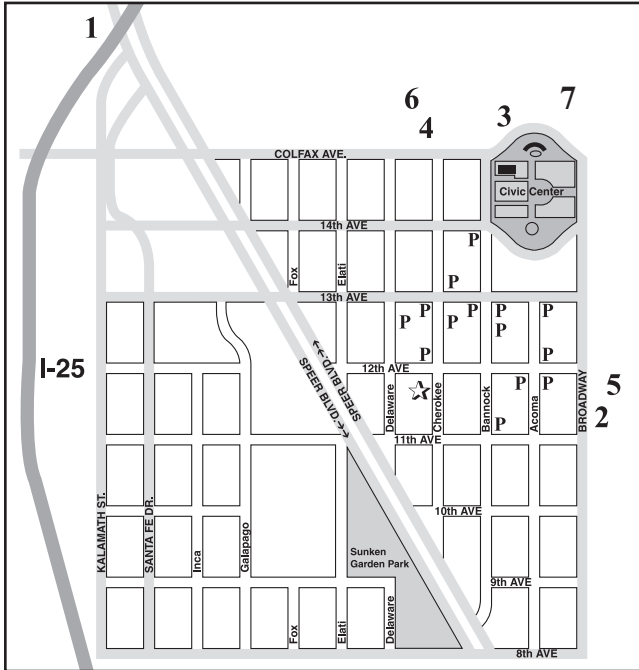 1
6
4
3
7
COLFAX AVE.
Civic Center
14th AVE
P
P
Fox
Elati
13th AVE
P
P
P
P
P
P
P
P
P
P
12th AVE
I-25
SPEER BLVD.→→
SPEER BLVD.→→
Delaware
Cherokee
Bannock
Acoma
BROADWAY
P
P
P
5
2
11th AVE
KALAMATH ST.
SANTA FE DR.
Inca
Galapago
10th AVE
Sunken
Garden Park
9th AVE
Fox
Elati
Delaware
8th AVE